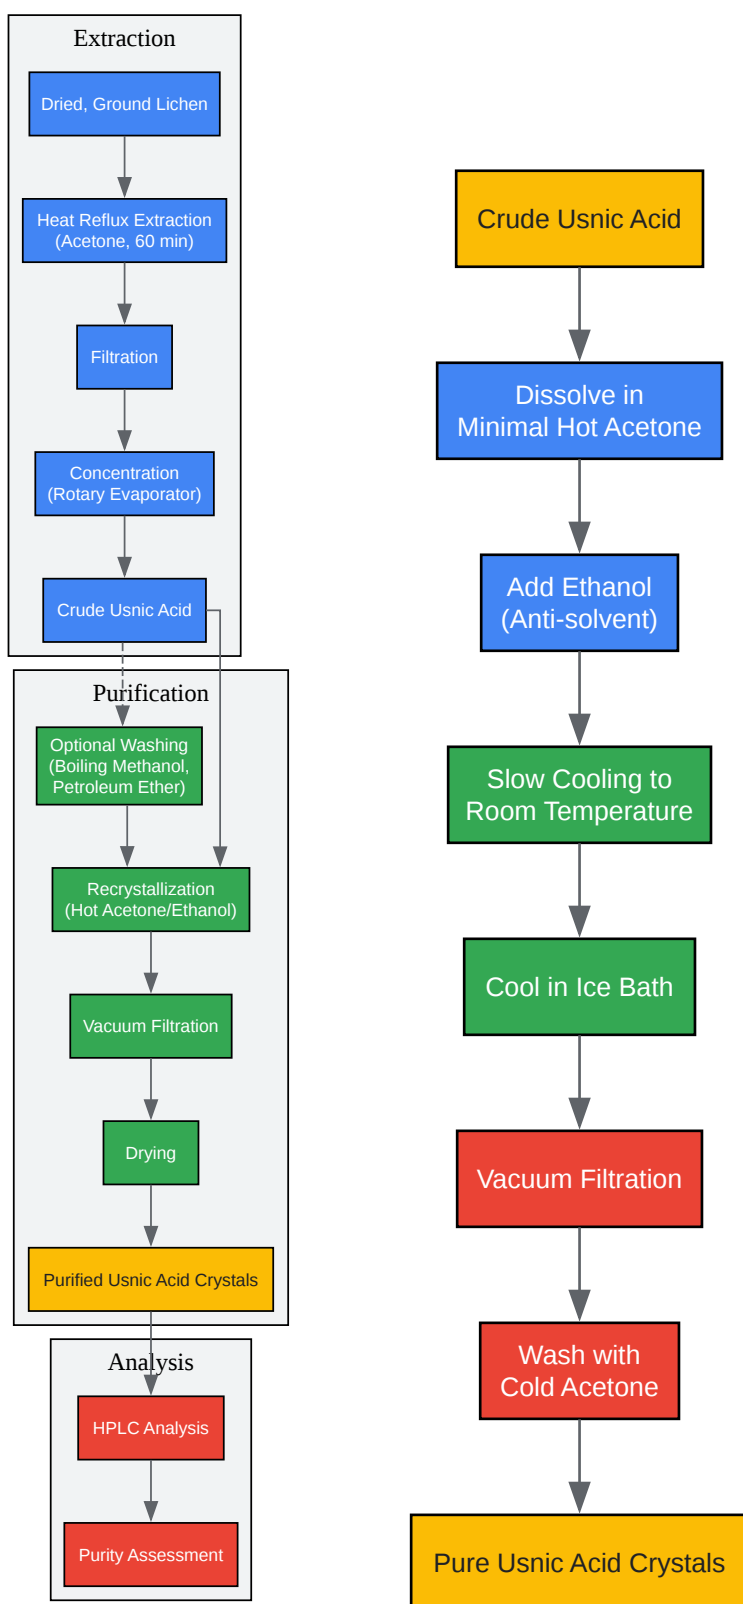 Extraction
Dried, Ground Lichen
Heat Reflux Extraction
(Acetone, 60 min)
Filtration
Concentration
(Rotary Evaporator)
Crude Usnic Acid
Purification
Optional Washing
(Boiling Methanol,
Petroleum Ether)
Recrystallization
(Hot Acetone/Ethanol)
Vacuum Filtration
Drying
Purified Usnic Acid Crystals
Analysis
HPLC Analysis
Purity Assessment
Crude Usnic Acid
Dissolve in
Minimal Hot Acetone
Add Ethanol
(Anti-solvent)
Slow Cooling to
Room Temperature
Cool in Ice Bath
Vacuum Filtration
Wash with
Cold Acetone
Pure Usnic Acid Crystals